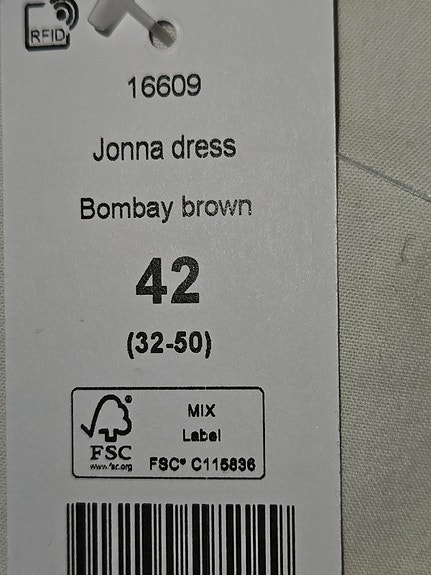 RFID
16609
Jonna dress
Bombay brown
42
(32-50)
MIX
Label
FSC
www.fsc.org
FSC® C115836